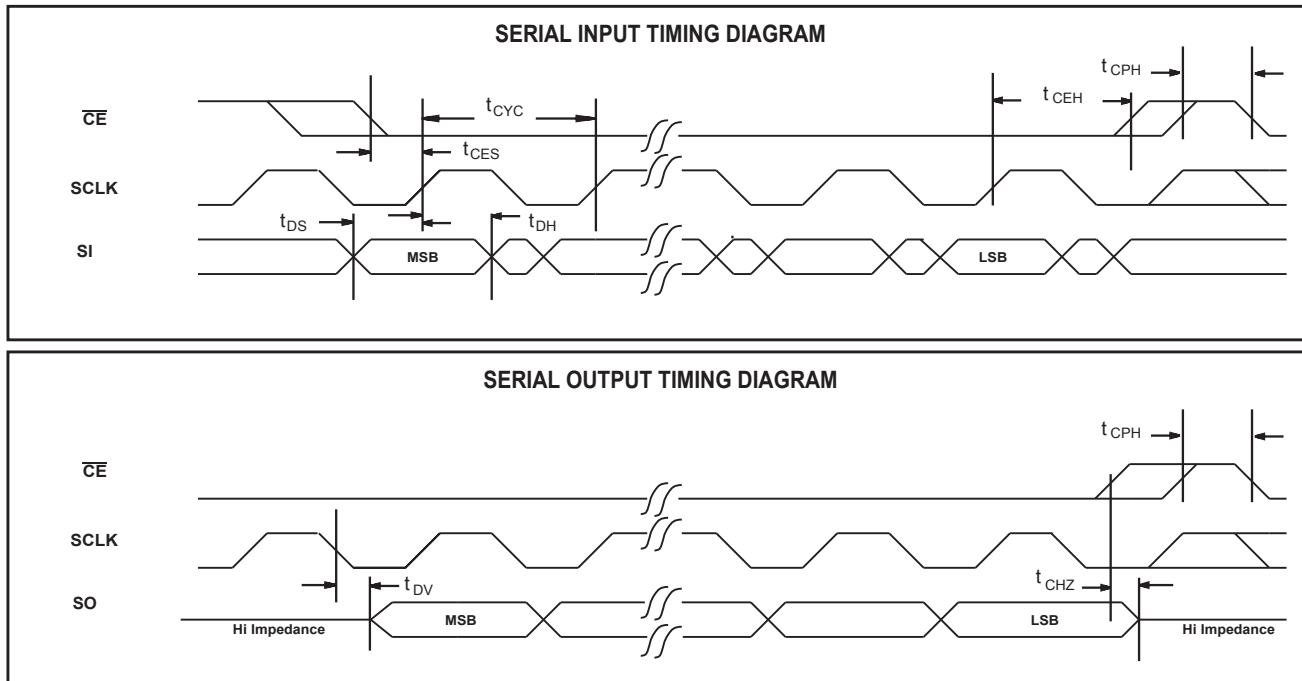 SERIAL INPUT TIMING DIAGRAM
t CPH
t CEH
CE
t CYC
t CES
SCLK
t DS
t DH
SI
MSB
LSB
SERIAL OUTPUT TIMING DIAGRAM
t CPH
CE
SCLK
t DV
t CHZ
SO
Hi Impedance
MSB
LSB
Hi Impedance